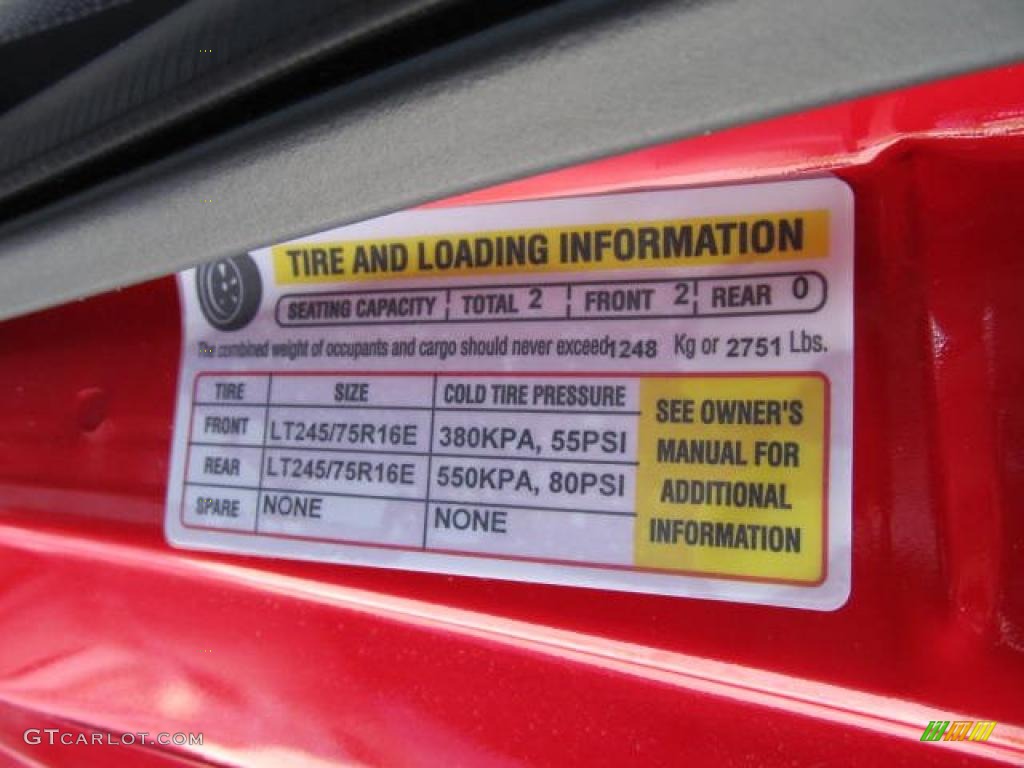 TIRE AND LOADING INFORMATION
SEATING CAPACITY TOTAL 2 FRONT 2 REAR 0
The combined weight of occupants and cargo should never exceed 1248 Kg or 2751 Lbs.
TIRE SIZE COLD TIRE PRESSURE
FRONT LT245/75R16E 380KPA, 55PSI
REAR LT245/75R16E 550KPA, 80PSI
SPARE NONE NONE
SEE OWNER'S
MANUAL FOR
ADDITIONAL
INFORMATION
GTCARLOT.COM